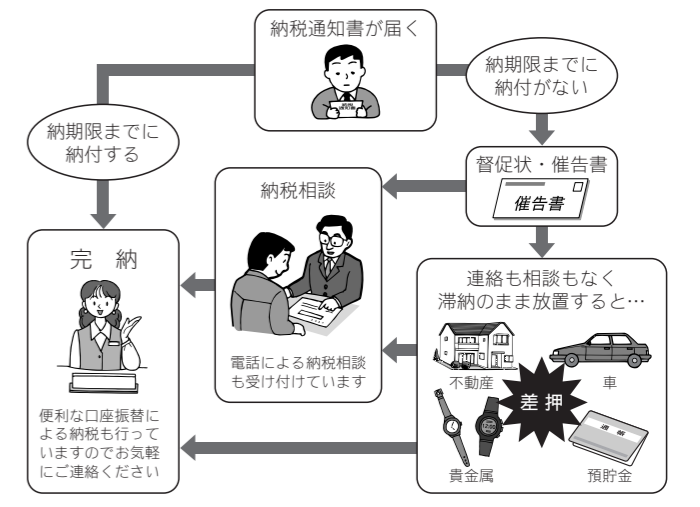 納税通知書が届く
納期限までに
納付がない
納期限までに
納付する
督促状・催告書
催告書
納税相談
電話による納税相談
も受け付けています
完　納
便利な口座振替に
よる納税も行って
いますのでお気軽
にご連絡ください
連絡も相談もなく
滞納のまま放置すると…
不動産
車
差押
貴金属
通帳
預貯金